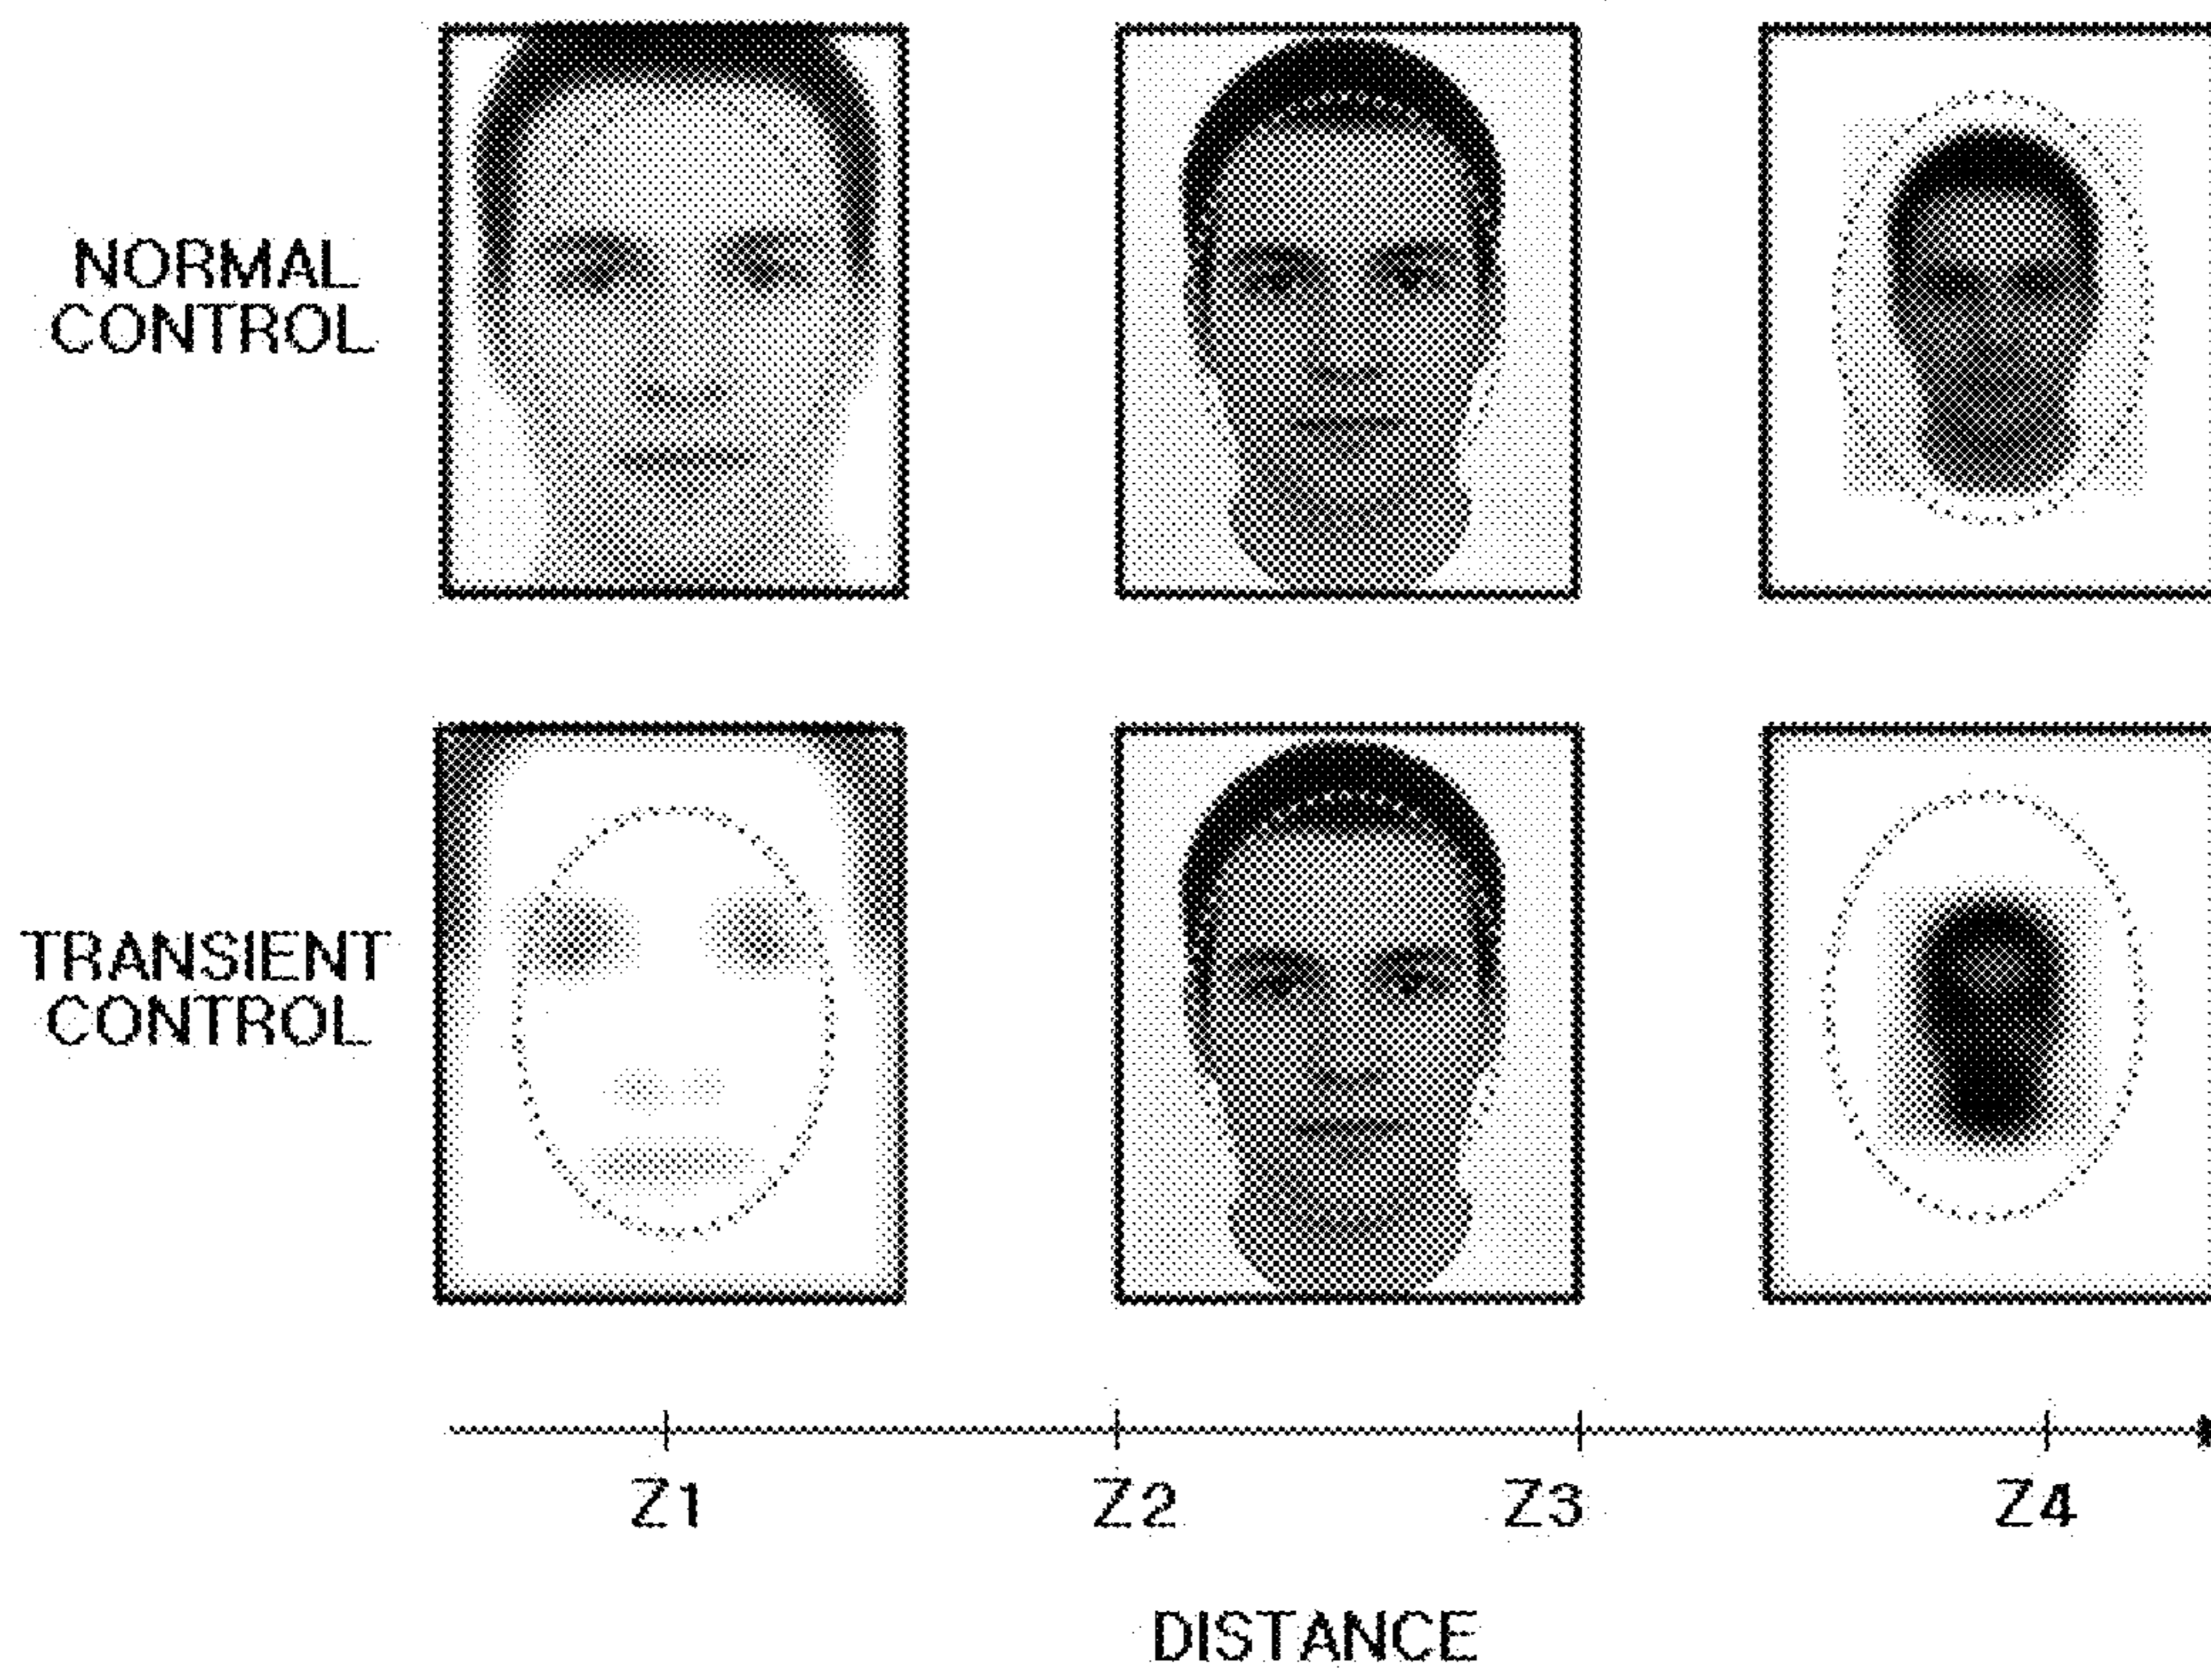 NORMAL
CONTROL
TRANSIENT
CONTROL
Z1 Z2 Z3 Z4
DISTANCE